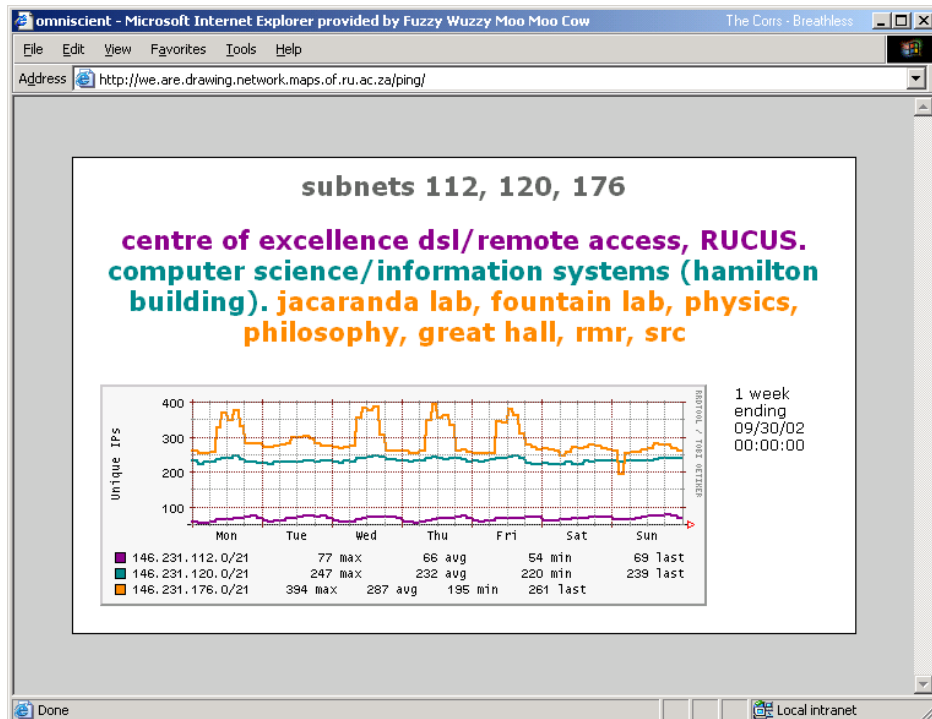 omniscient - Microsoft Internet Explorer provided by Fuzzy Wuzzy Moo Moo Cow The Corrs - Breathless
File Edit View Favorites Tools Help
Address http://we.are.drawing.network.maps.of.ru.ac.za/ping/
subnets 112, 120, 176
centre of excellence dsl/remote access, RUCUS.
computer science/information systems (hamilton
building). jacaranda lab, fountain lab, physics,
philosophy, great hall, rmr, src
1 week
ending
09/30/02
00:00:00
RRDTOOL / TOBI OETIKER
Unique IPs
400
300
200
100
Mon Tue Wed Thu Fri Sat Sun
146.231.112.0/21 77 max 66 avg 54 min 69 last
146.231.120.0/21 247 max 232 avg 220 min 239 last
146.231.176.0/21 394 max 287 avg 195 min 261 last
Done Local intranet